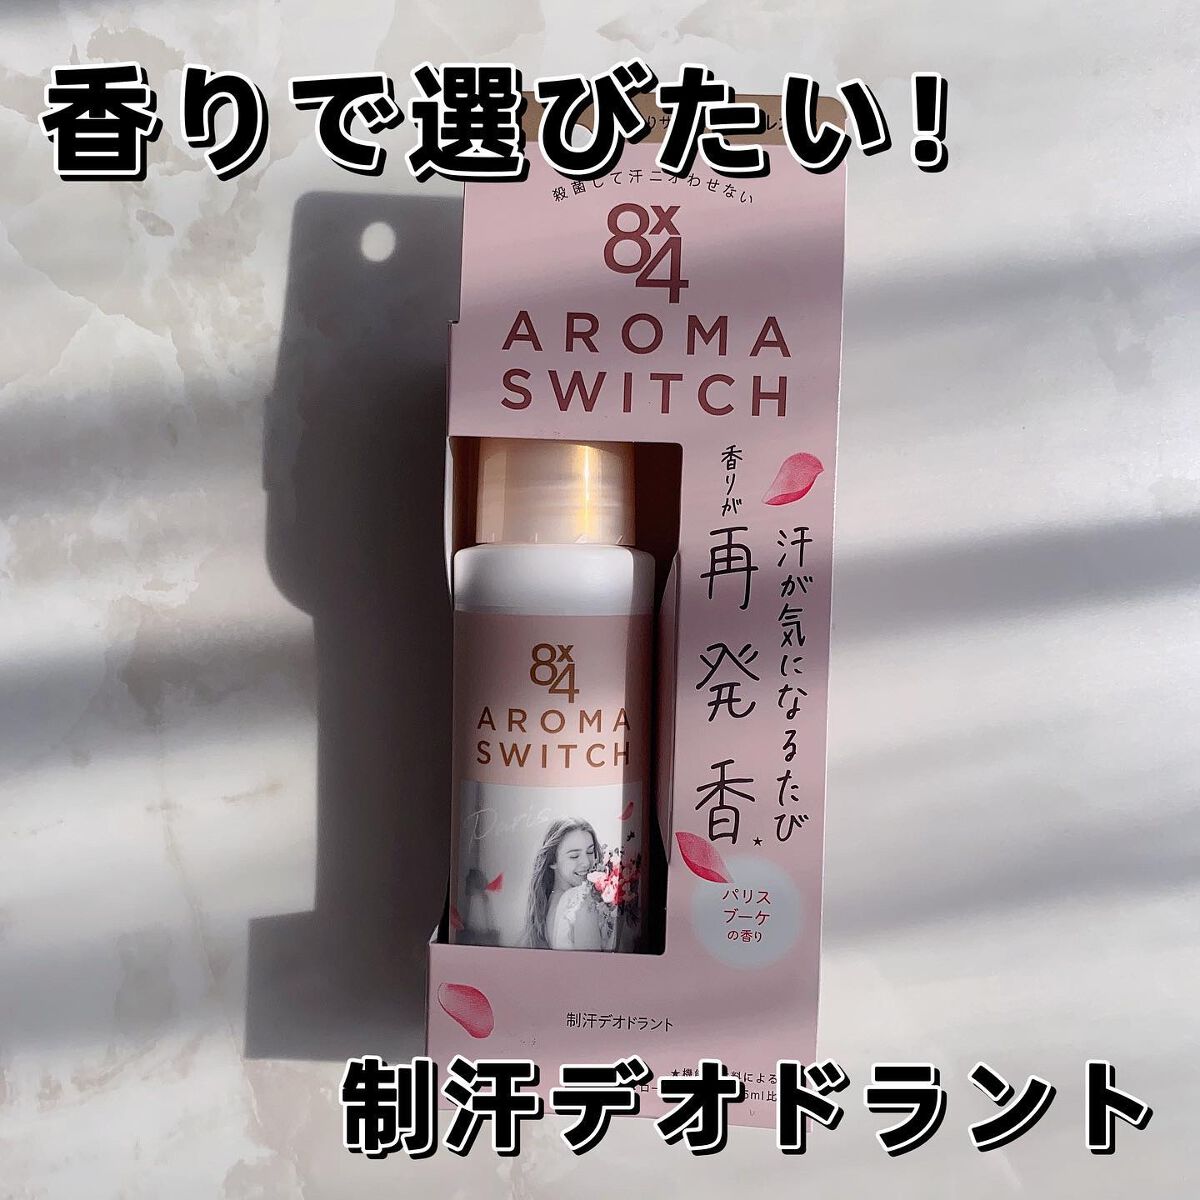 香りで選びたい!
殺菌して汗ニオわせない
8x4
AROMA
SWITCH
汗が気になるたび
香りが
再発香★
パリス
ブーケ
の香り
8x4
AROMA
SWITCH
Paris
制汗デオドラント
制汗デオドラント